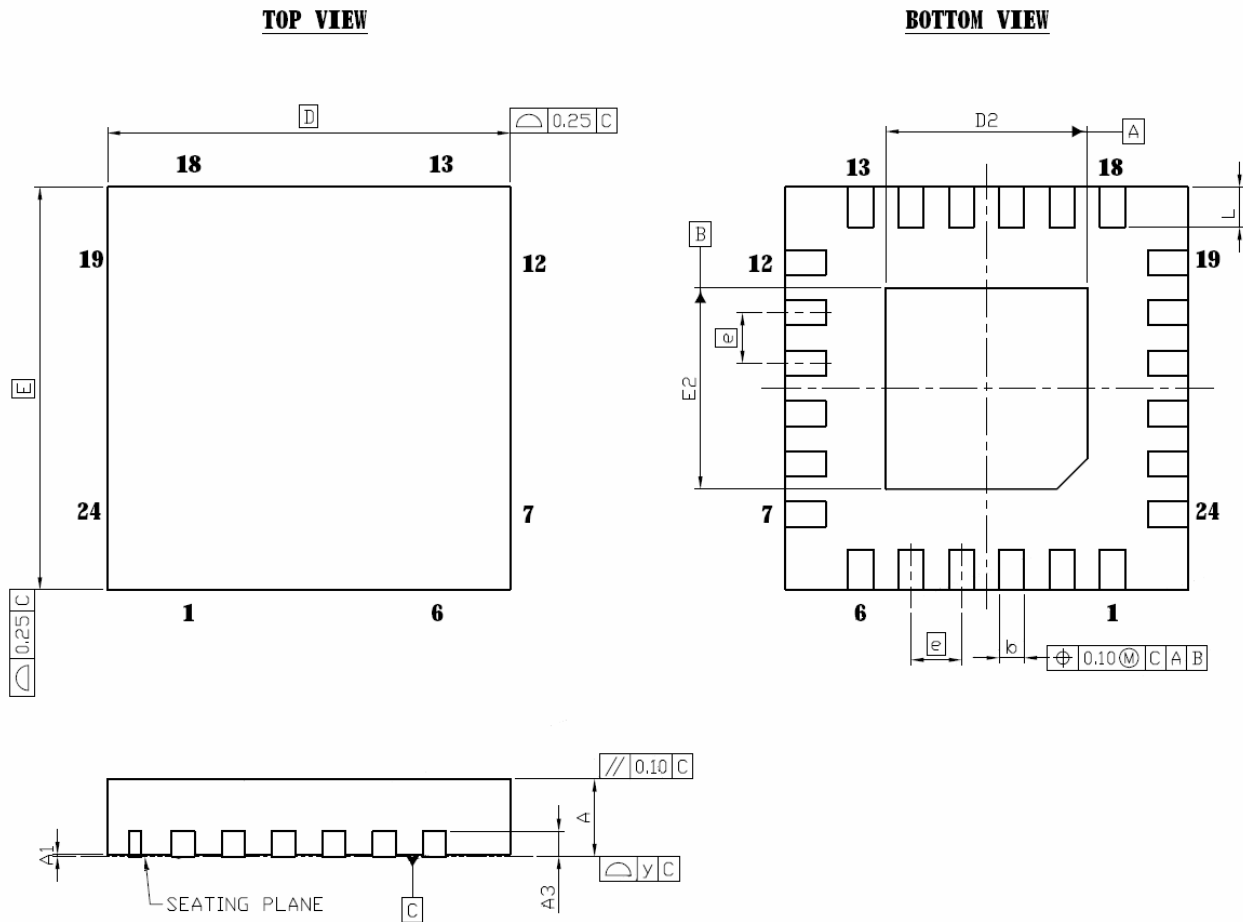 TOP VIEW
BOTTOM VIEW
D
0.25 C
18 13
19
12
E
24
7
1 6
0.25 C
D2
A
13 18
L
B
12
19
e
E2
7
24
6 1
e
b
0.10 M C A B
// 0.10 C
A
A1
A3
y C
SEATING PLANE
C